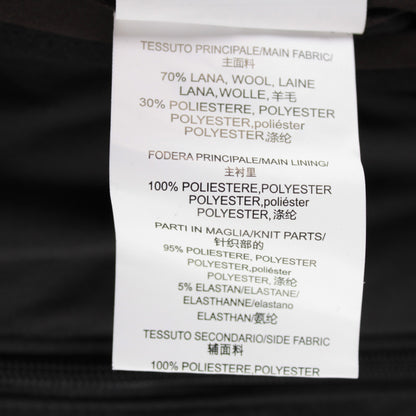 TESSUTO PRINCIPALE/MAIN FABRIC/
主面料
70% LANA, WOOL, LAINE
LANA,WOLLE,羊毛
30% POLIESTERE, POLYESTER
POLYESTER,poliéster
POLYESTER,涤纶
FODERA PRINCIPALE/MAIN LINING/
主衬里
100% POLIESTERE,POLYESTER
POLYESTER,poliéster
POLYESTER,涤纶
PARTI IN MAGLIA/KNIT PARTS/
针织部的
95% POLIESTERE, POLYESTER
POLYESTER,poliéster
POLYESTER, 涤纶
5% ELASTAN/ELASTANE/
ELASTHANNE/elastano
ELASTHAN/氨纶
TESSUTO SECONDARIO/SIDE FABRIC
辅面料
100% POLIESTERE,POLYESTER